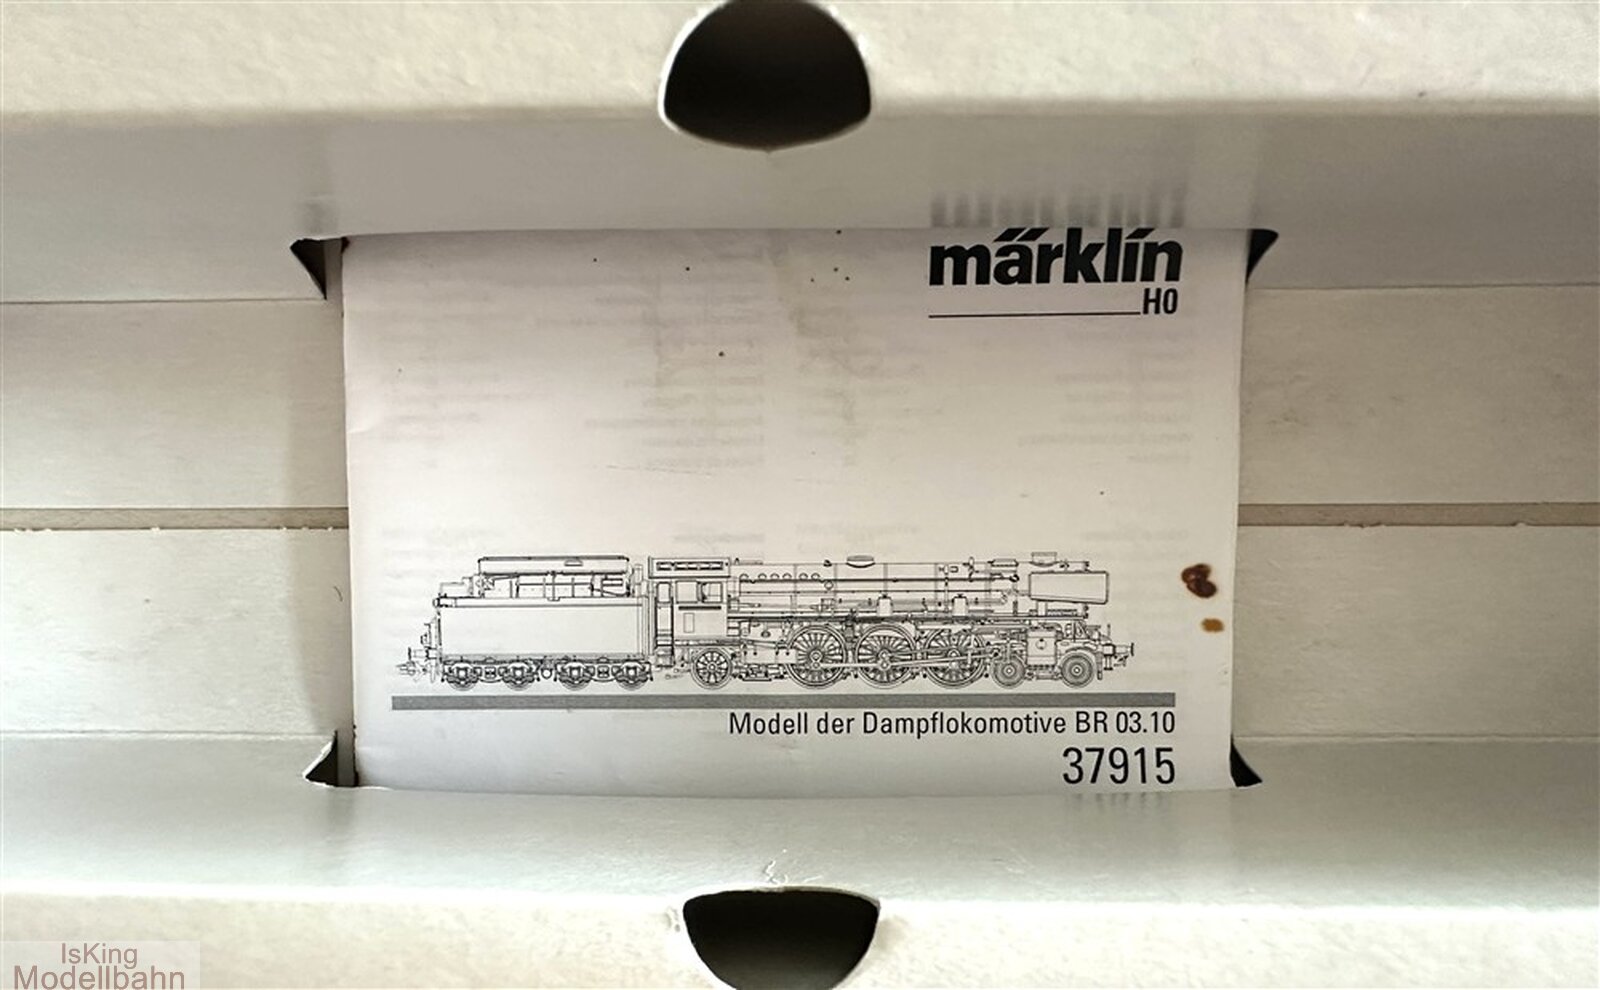 märklin
H0
Modell der Dampflokomotive BR 03.10
37915
IsKing
Modellbahn